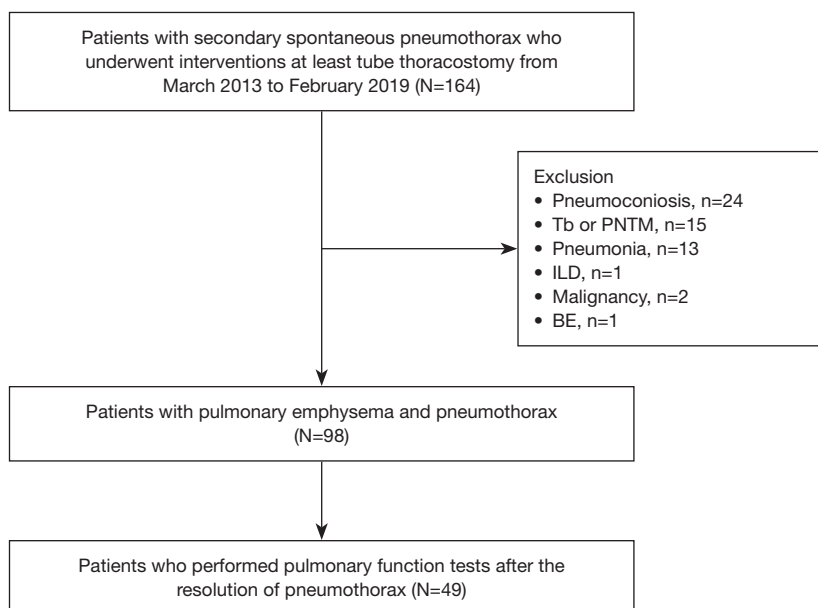 Patients with secondary spontaneous pneumothorax who
underwent interventions at least tube thoracostomy from
March 2013 to February 2019 (N=164)
Exclusion
• Pneumoconiosis, n=24
• Tb or PNTM, n=15
• Pneumonia, n=13
• ILD, n=1
• Malignancy, n=2
• BE, n=1
Patients with pulmonary emphysema and pneumothorax
(N=98)
Patients who performed pulmonary function tests after the
resolution of pneumothorax (N=49)